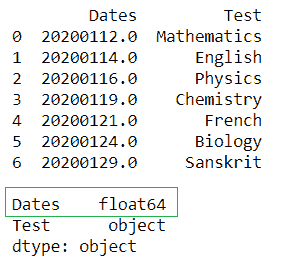 Dates Test
0 20200112.0 Mathematics
1 20200114.0 English
2 20200116.0 Physics
3 20200119.0 Chemistry
4 20200121.0 French
5 20200124.0 Biology
6 20200129.0 Sanskrit
Dates float64
Test object
dtype: object